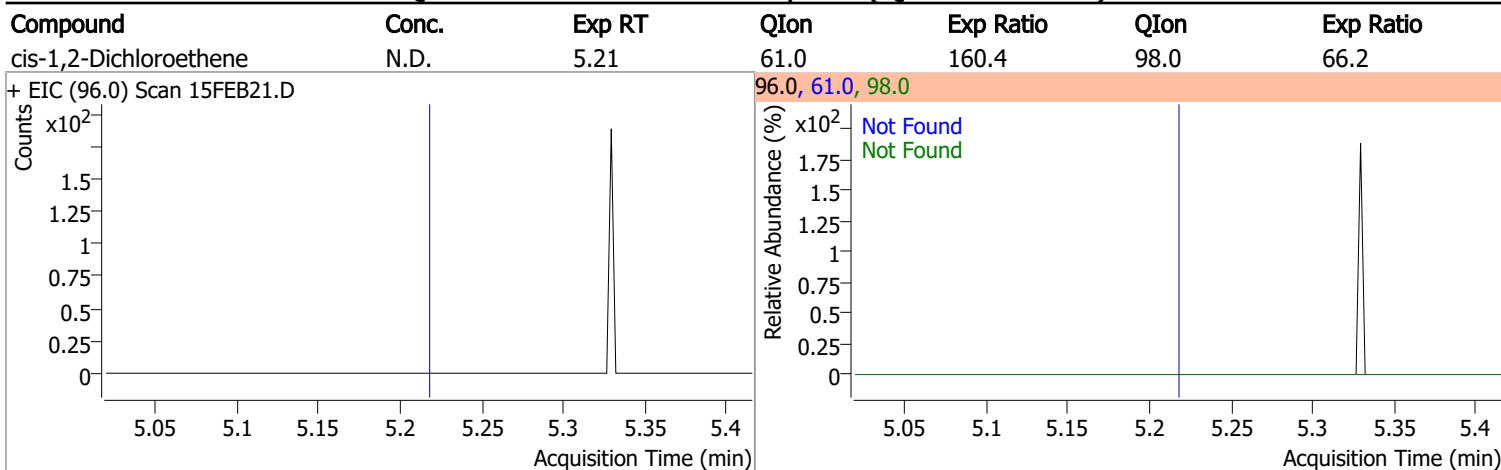 Compound Conc. Exp RT QIon Exp Ratio QIon Exp Ratio
cis-1,2-Dichloroethene N.D. 5.21 61.0 160.4 98.0 66.2
+ EIC (96.0) Scan 15FEB21.D
Counts
x10²
1.5
1.25
1
0.75
0.5
0.25
0
5.05 5.1 5.15 5.2 5.25 5.3 5.35 5.4
Acquisition Time (min)
96.0, 61.0, 98.0
Relative Abundance (%)
x10²
Not Found
Not Found
1.75
1.5
1.25
1
0.75
0.5
0.25
0
5.05 5.1 5.15 5.2 5.25 5.3 5.35 5.4
Acquisition Time (min)